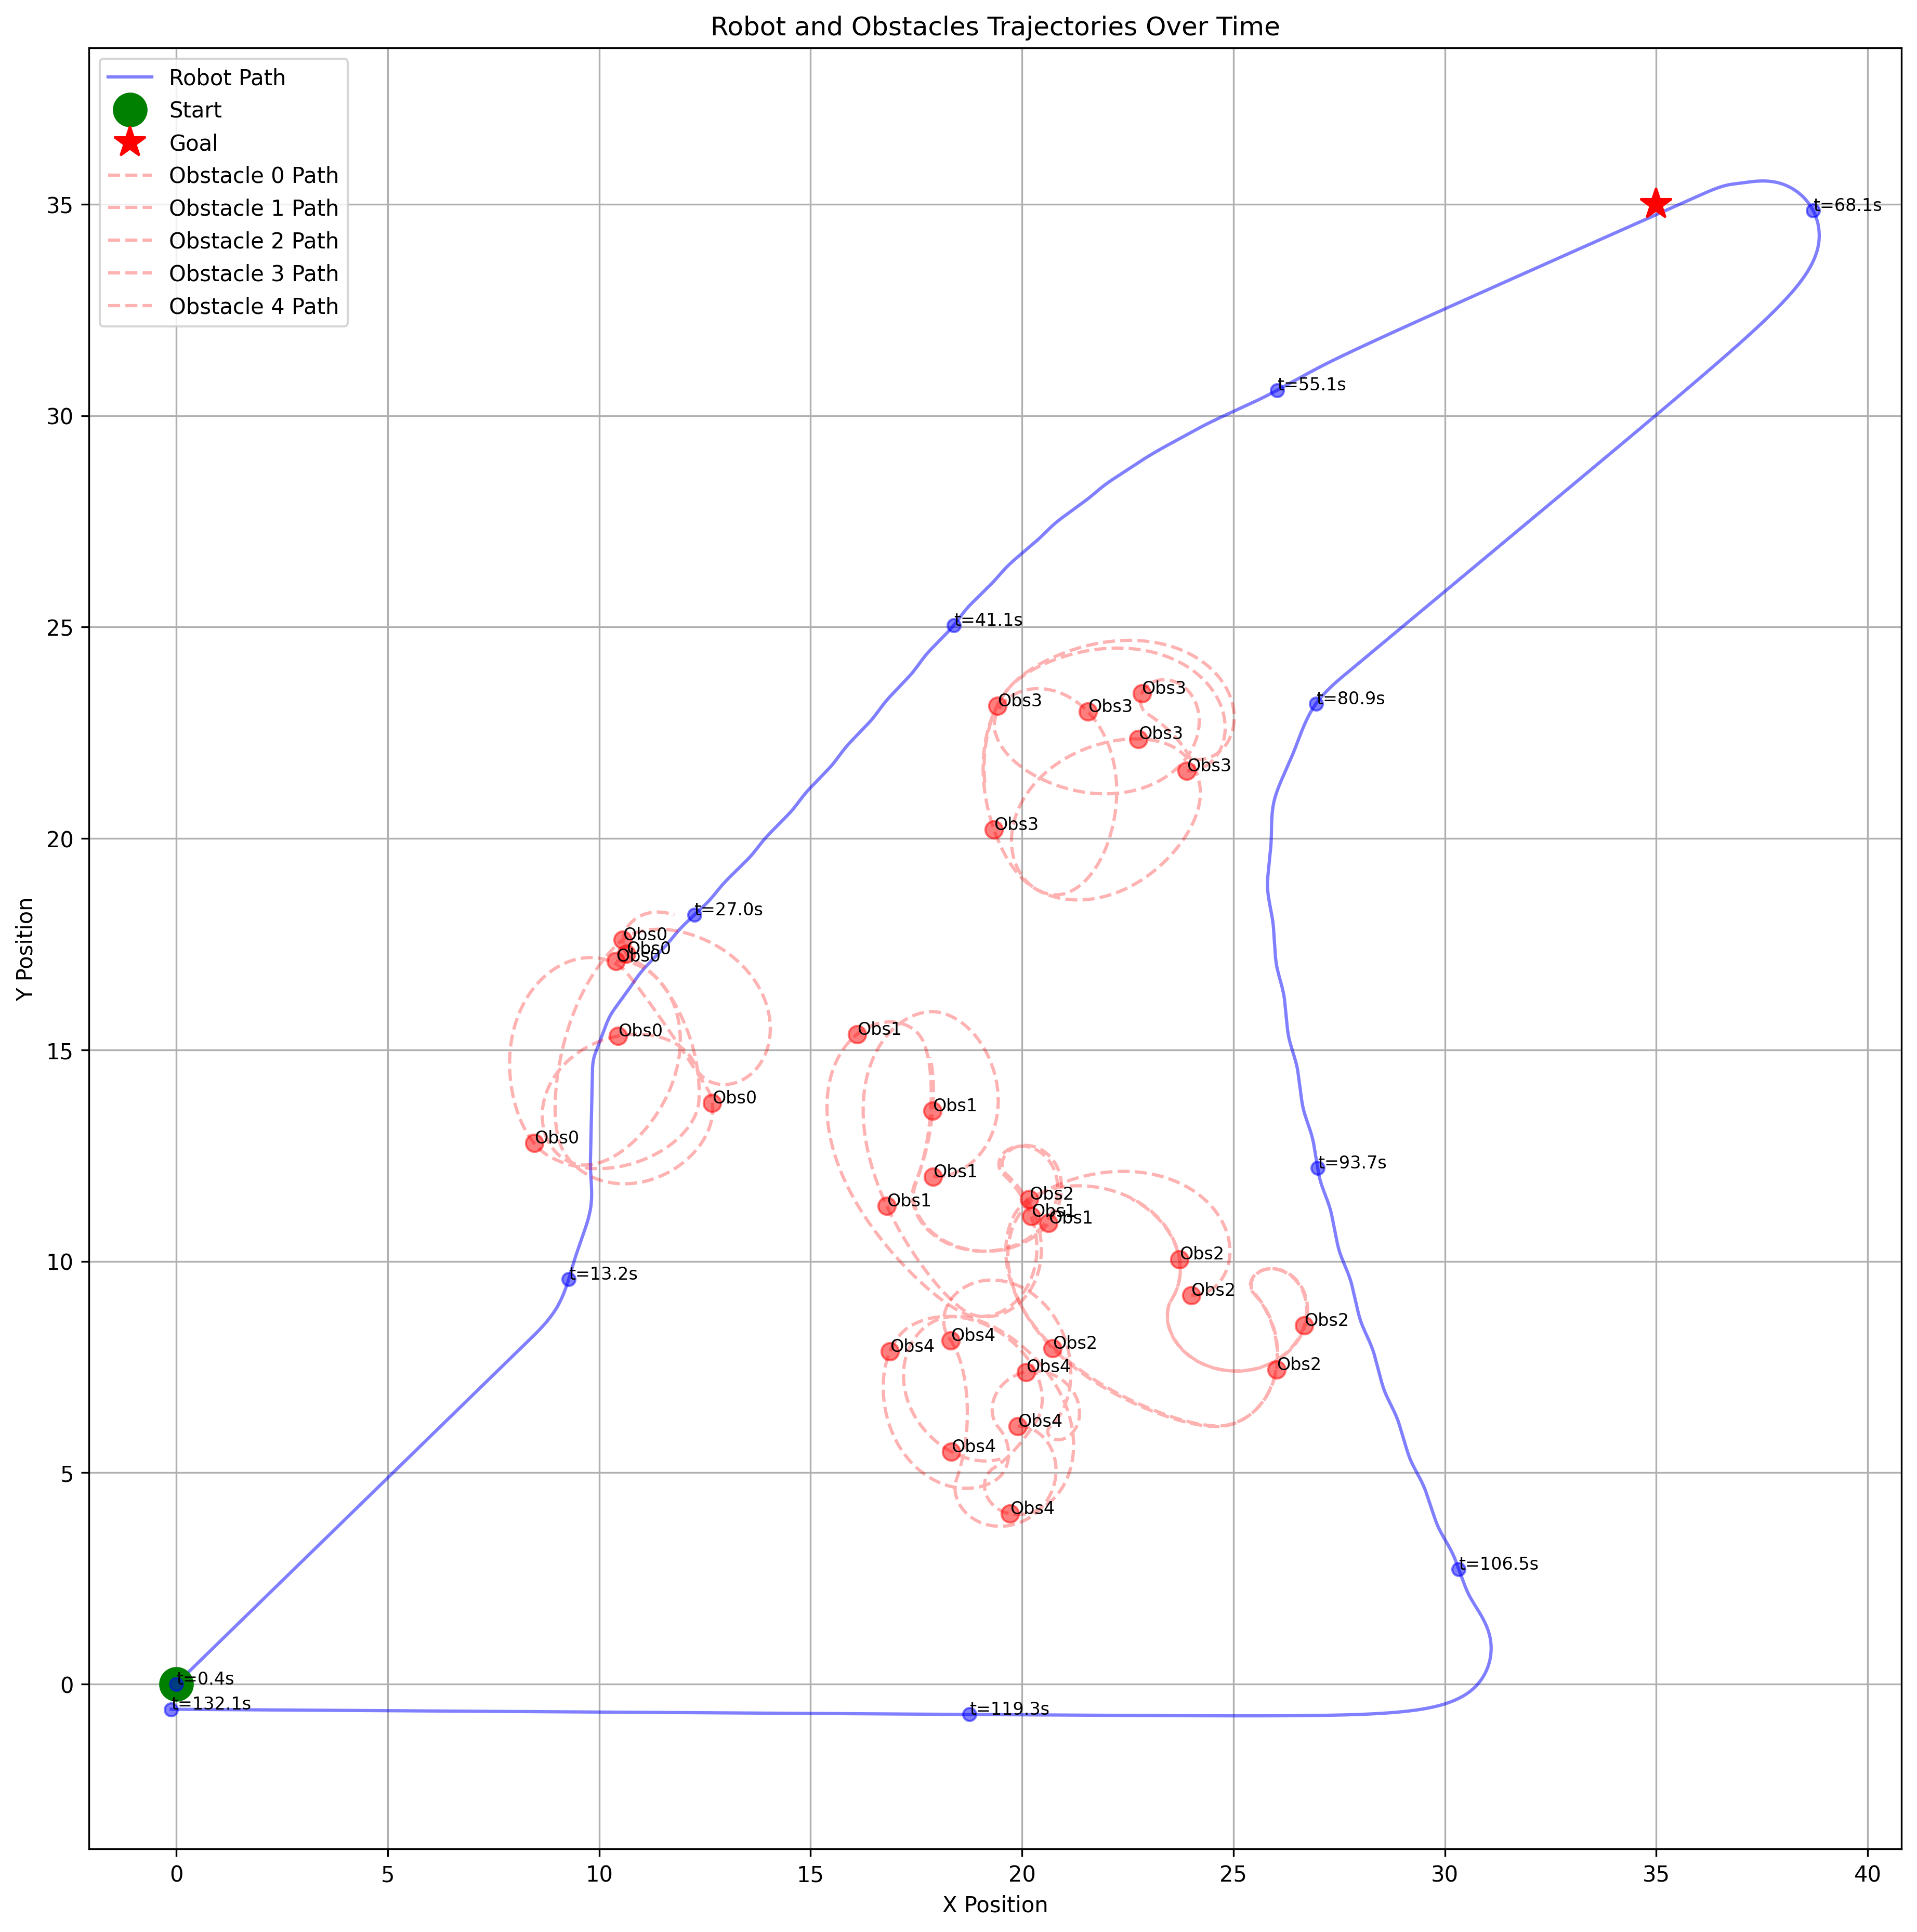 Robot and Obstacles Trajectories Over Time
Robot Path
Start
Goal
Obstacle 0 Path
Obstacle 1 Path
Obstacle 2 Path
Obstacle 3 Path
Obstacle 4 Path
35
30
25
20
15
10
5
0
Y Position
t=68.1s
t=55.1s
t=41.1s
t=80.9s
t=27.0s
t=13.2s
t=93.7s
t=106.5s
t=0.4s
t=132.1s
t=119.3s
Obs3
Obs3
Obs3
Obs3
Obs3
Obs3
Obs0
Obs0
Obs0
Obs0
Obs0
Obs0
Obs1
Obs1
Obs1
Obs1
Obs2
Obs1
Obs1
Obs2
Obs2
Obs2
Obs2
Obs2
Obs4
Obs4
Obs4
Obs4
Obs4
Obs4
0
5
10
15
20
25
30
35
40
X Position